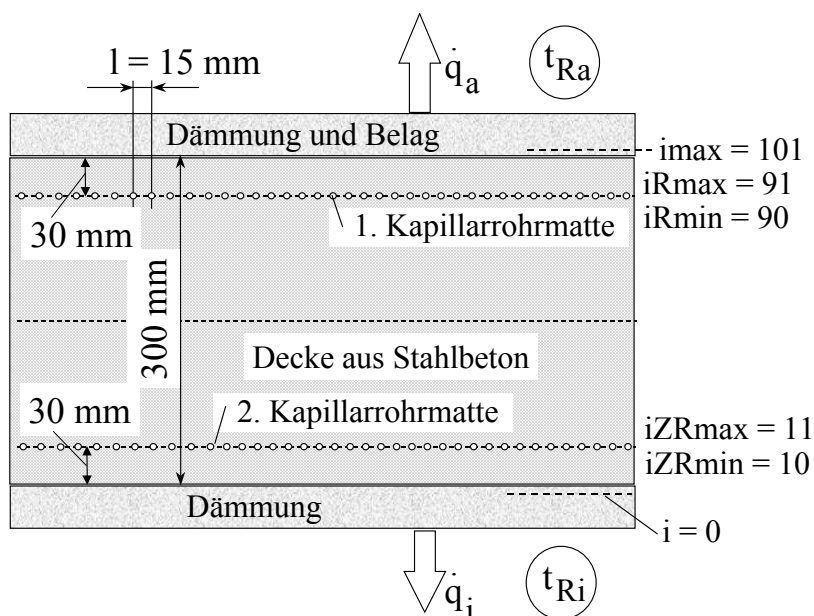 l = 15 mm
q̇a
tRa
Dämmung und Belag
imax = 101
iRmax = 91
iRmin = 90
30 mm
1. Kapillarrohrmatte
300 mm
Decke aus Stahlbeton
30 mm
2. Kapillarrohrmatte
iZRmax = 11
iZRmin = 10
Dämmung
i = 0
q̇i
tRi